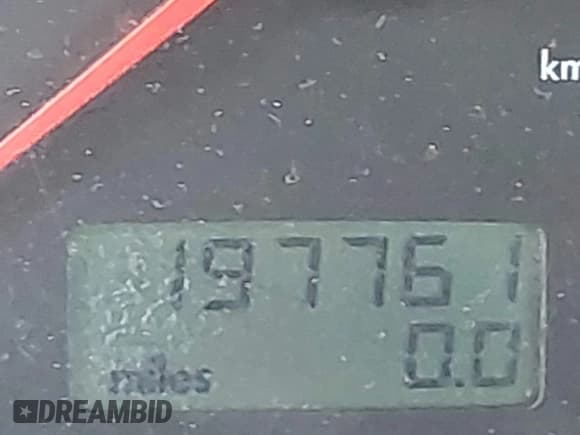 km
197761
0.0
miles
DREAMBID